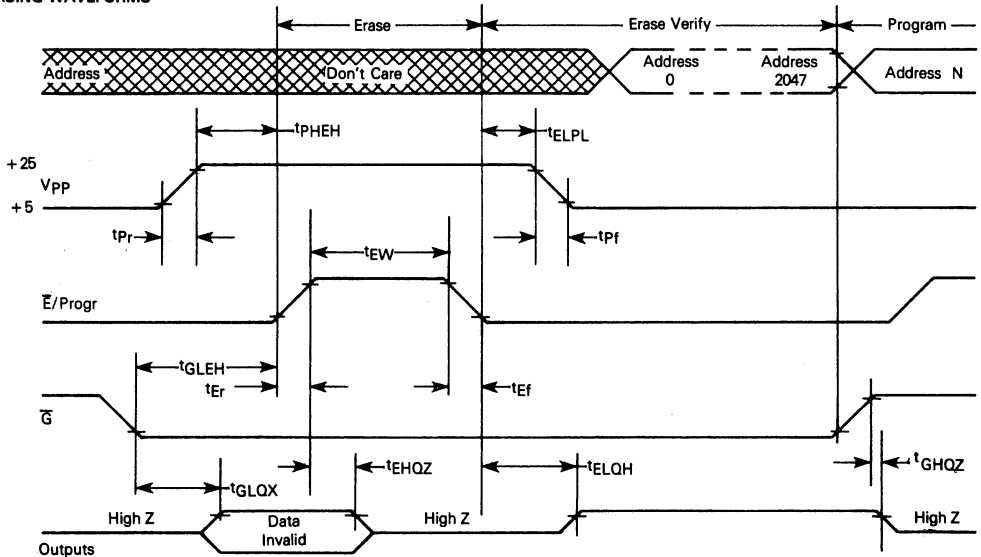 Erase Erase Verify Program
Address Don't Care Address 0 Address 2047 Address N
tPHEH tELPL
+25
VPP
+5
tPr tEW tPf
E̅/Progr
tGLEH
tEr tEf
G̅
tGLQX tEHQZ tELQH tGHQZ
High Z Data Invalid High Z High Z
Outputs